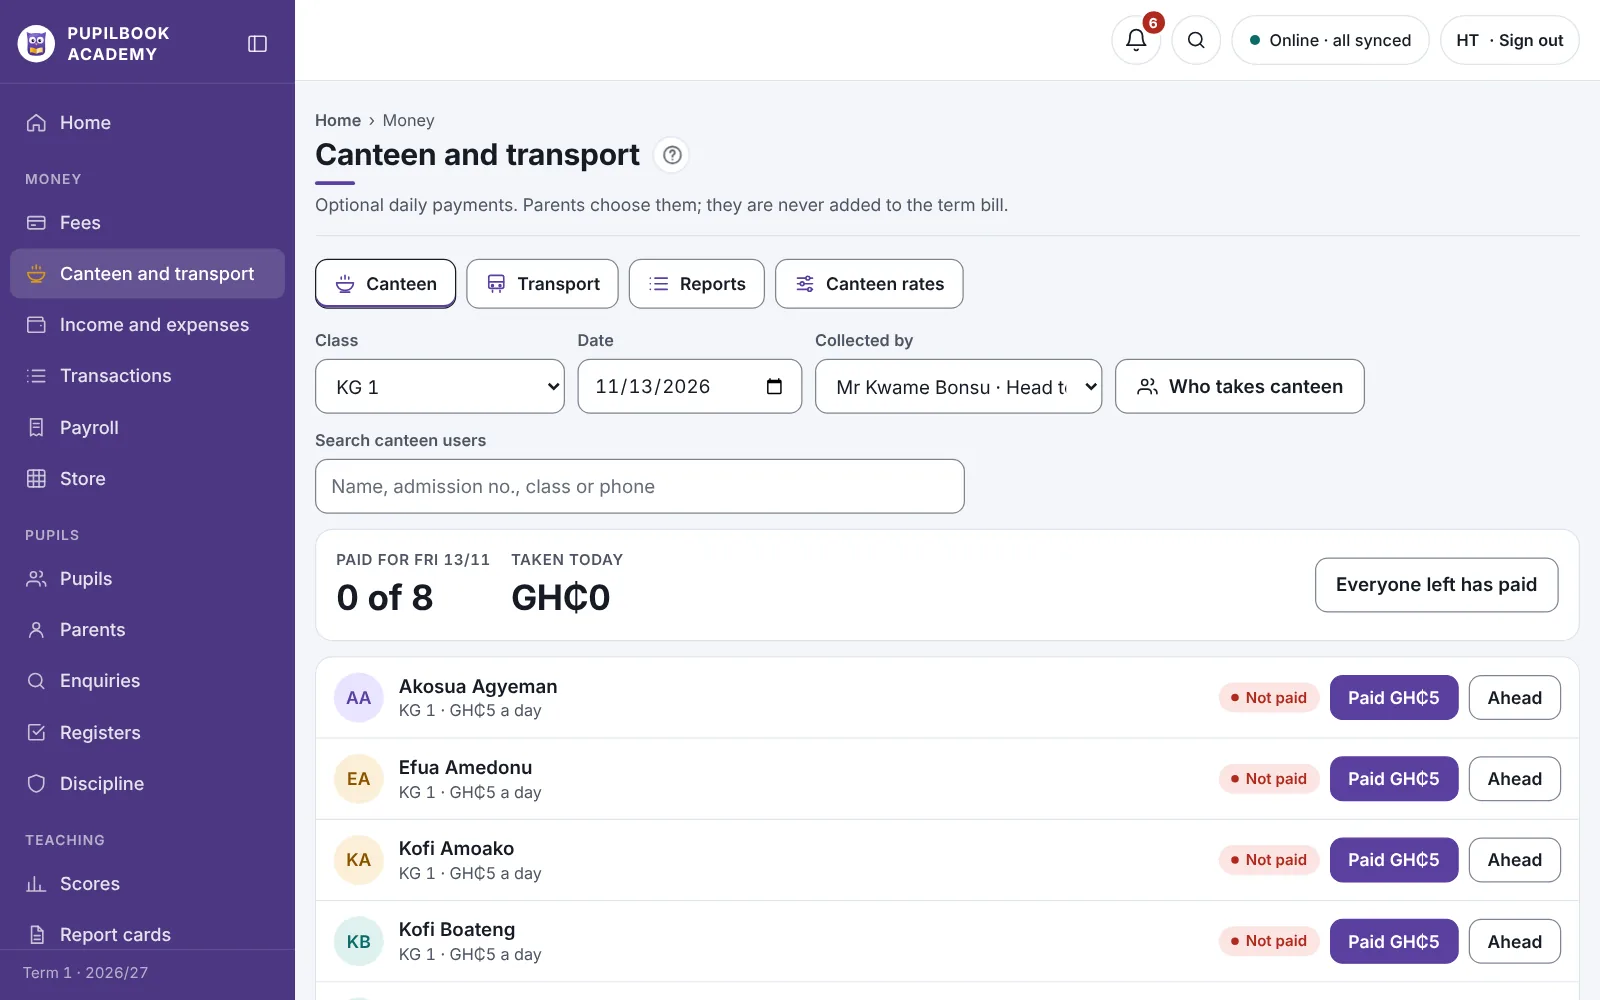 PUPILBOOK
ACADEMY
6
Online · all synced
HT · Sign out
Home
MONEY
Fees
Canteen and transport
Income and expenses
Transactions
Payroll
Store
PUPILS
Pupils
Parents
Enquiries
Registers
Discipline
TEACHING
Scores
Report cards
Term 1 · 2026/27
Home › Money
Canteen and transport
Optional daily payments. Parents choose them; they are never added to the term bill.
Canteen
Transport
Reports
Canteen rates
Class
Date
Collected by
KG 1
11/13/2026
Mr Kwame Bonsu · Head t
Who takes canteen
Search canteen users
Name, admission no., class or phone
PAID FOR FRI 13/11
TAKEN TODAY
0 of 8
GH₵0
Everyone left has paid
AA
Akosua Agyeman
KG 1 · GH₵5 a day
Not paid
Paid GH₵5
Ahead
EA
Efua Amedonu
KG 1 · GH₵5 a day
Not paid
Paid GH₵5
Ahead
KA
Kofi Amoako
KG 1 · GH₵5 a day
Not paid
Paid GH₵5
Ahead
KB
Kofi Boateng
KG 1 · GH₵5 a day
Not paid
Paid GH₵5
Ahead